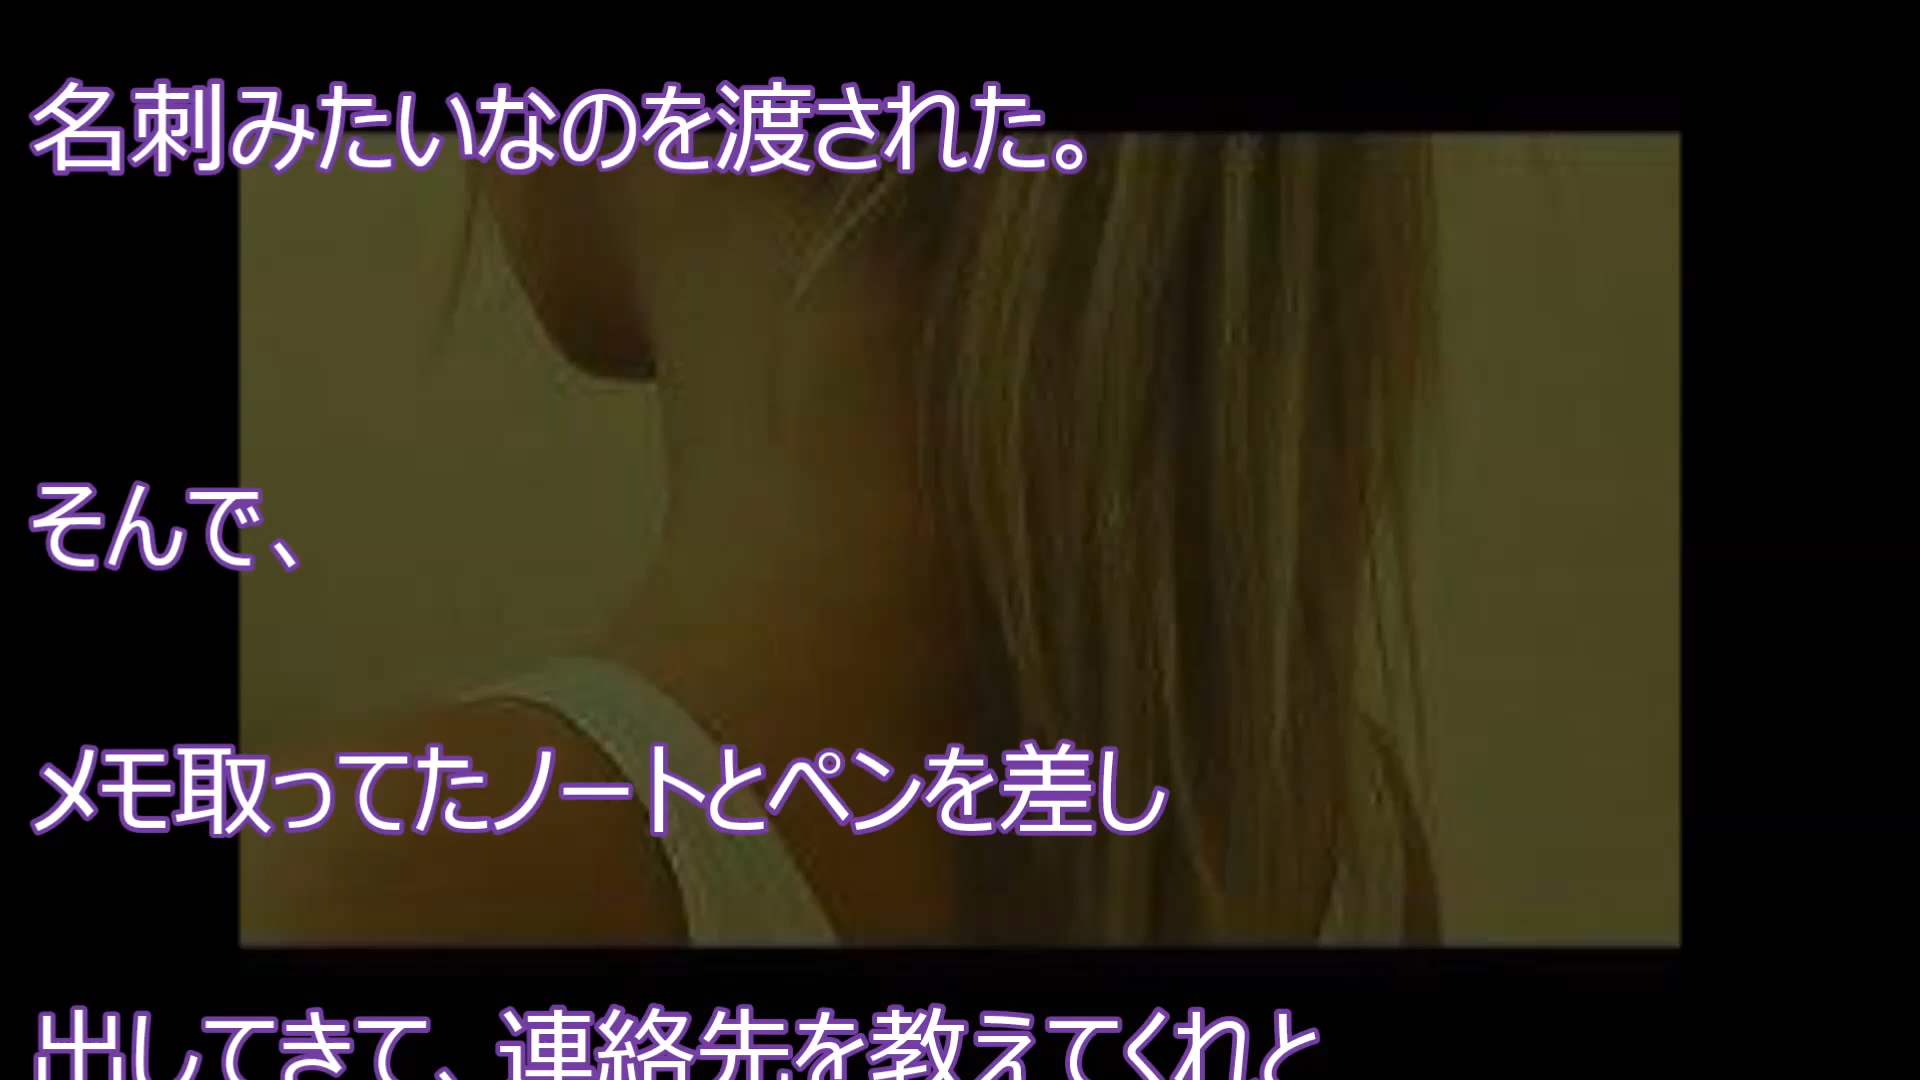 名刺みたいなのを渡された。
そんで、
メモ取ってたノートとペンを差し
出してきて、連絡先を教えてくれと